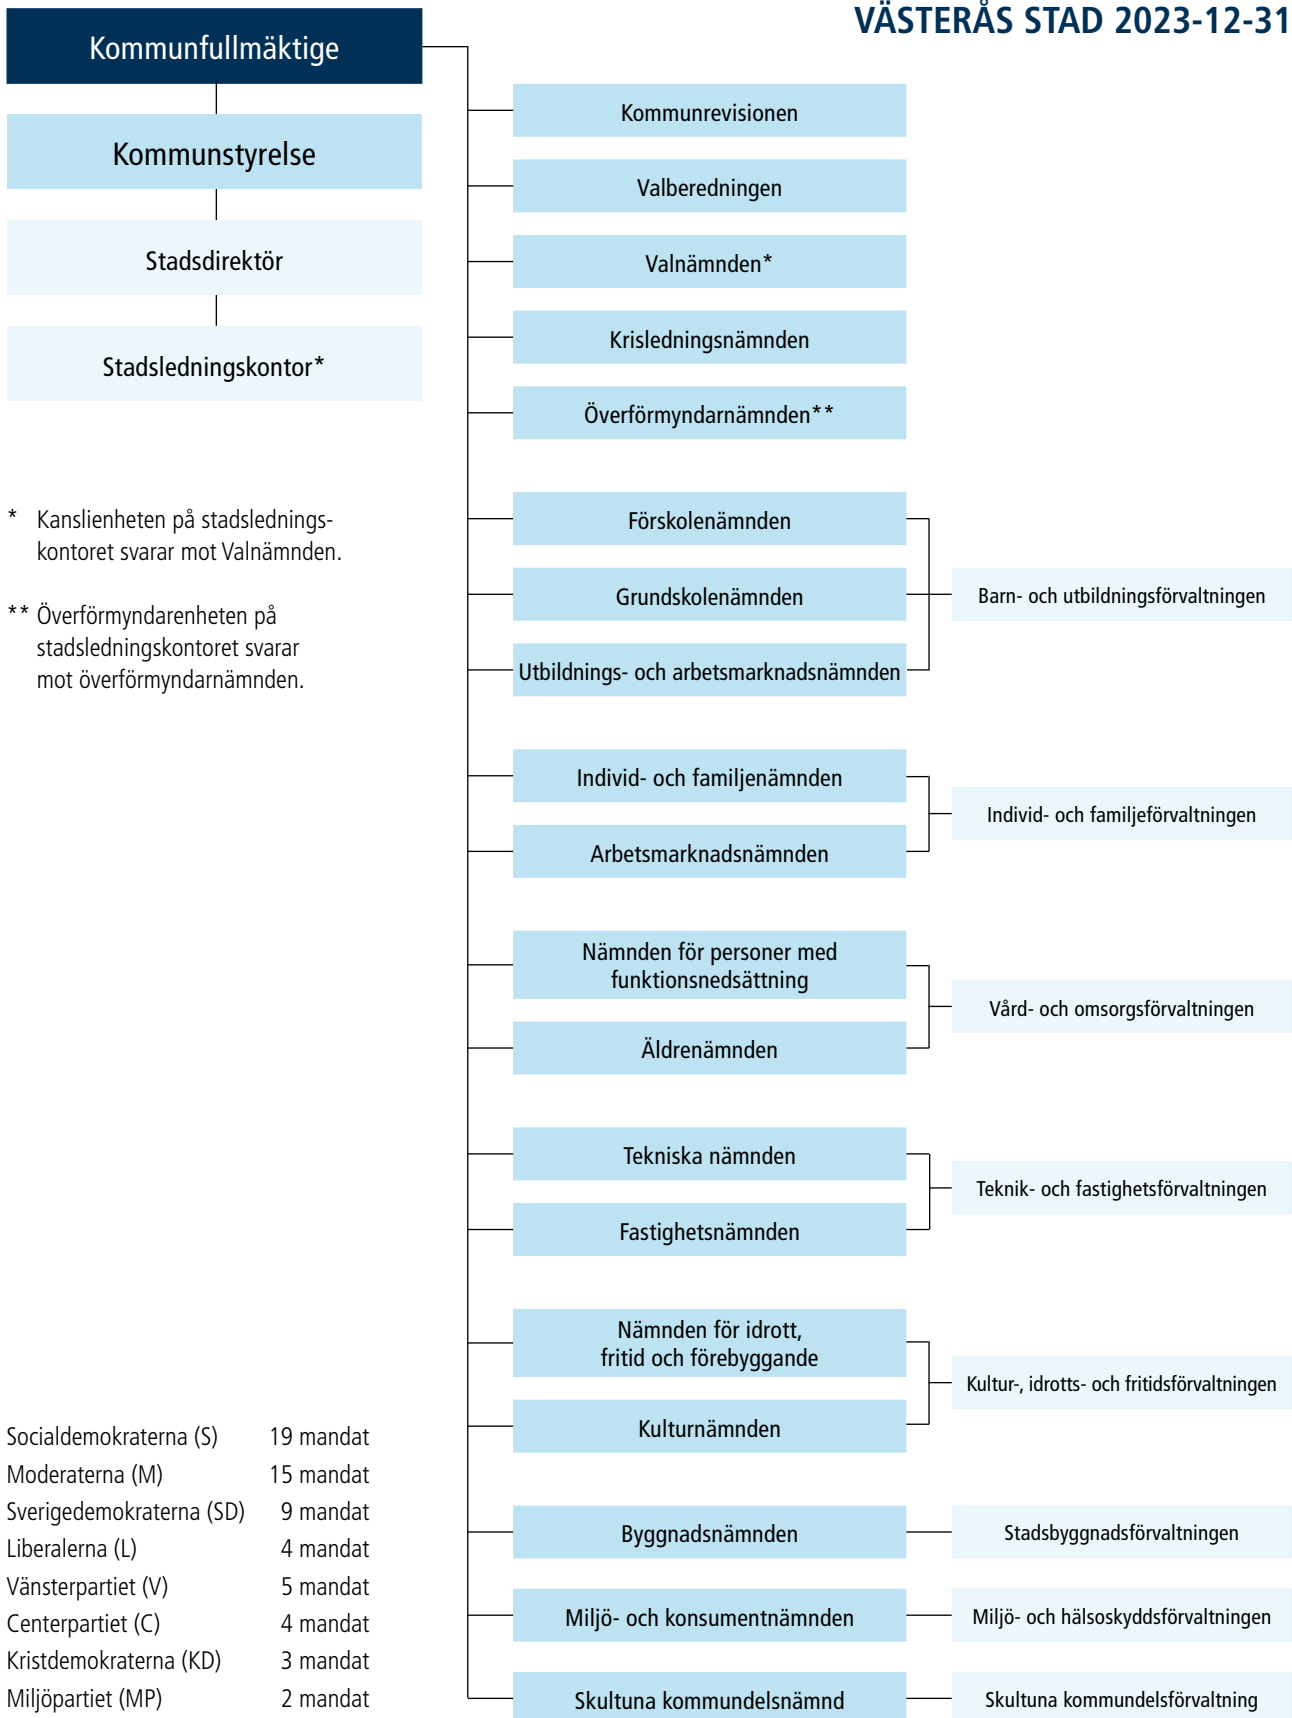 VÄSTERÅS STAD 2023-12-31
Kommunfullmäktige
Kommunstyrelse
Stadsdirektör
Stadsledningskontor*
* Kanslienheten på stadslednings-
kontoret svarar mot Valnämnden.
** Överförmyndarenheten på
stadsledningskontoret svarar
mot överförmyndarnämnden.
Kommunrevisionen
Valberedningen
Valnämnden*
Krisledningsnämnden
Överförmyndarnämnden**
Förskolenämnden
Grundskolenämnden
Utbildnings- och arbetsmarknadsnämnden
Barn- och utbildningsförvaltningen
Individ- och familjenämnden
Arbetsmarknadsnämnden
Individ- och familjeförvaltningen
Nämnden för personer med
funktionsnedsättning
Äldrenämnden
Vård- och omsorgsförvaltningen
Tekniska nämnden
Fastighetsnämnden
Teknik- och fastighetsförvaltningen
Nämnden för idrott,
fritid och förebyggande
Kulturnämnden
Kultur-, idrotts- och fritidsförvaltningen
Byggnadsnämnden
Stadsbyggnadsförvaltningen
Miljö- och konsumentnämnden
Miljö- och hälsoskyddsförvaltningen
Skultuna kommundelsnämnd
Skultuna kommundelsförvaltning
Socialdemokraterna (S) 19 mandat
Moderaterna (M) 15 mandat
Sverigedemokraterna (SD) 9 mandat
Liberalerna (L) 4 mandat
Vänsterpartiet (V) 5 mandat
Centerpartiet (C) 4 mandat
Kristdemokraterna (KD) 3 mandat
Miljöpartiet (MP) 2 mandat